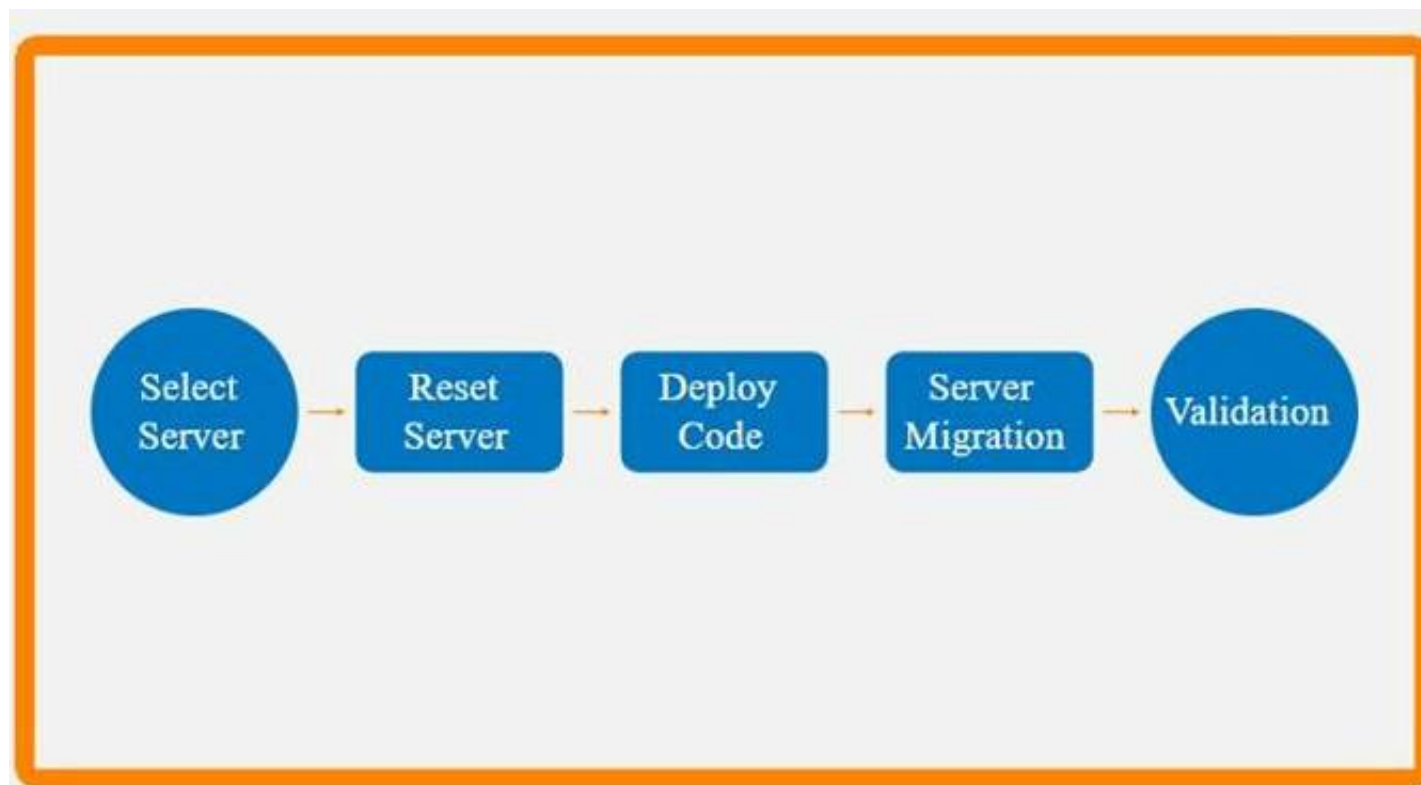 Select
Server
Reset
Server
Deploy
Code
Server
Migration
Validation